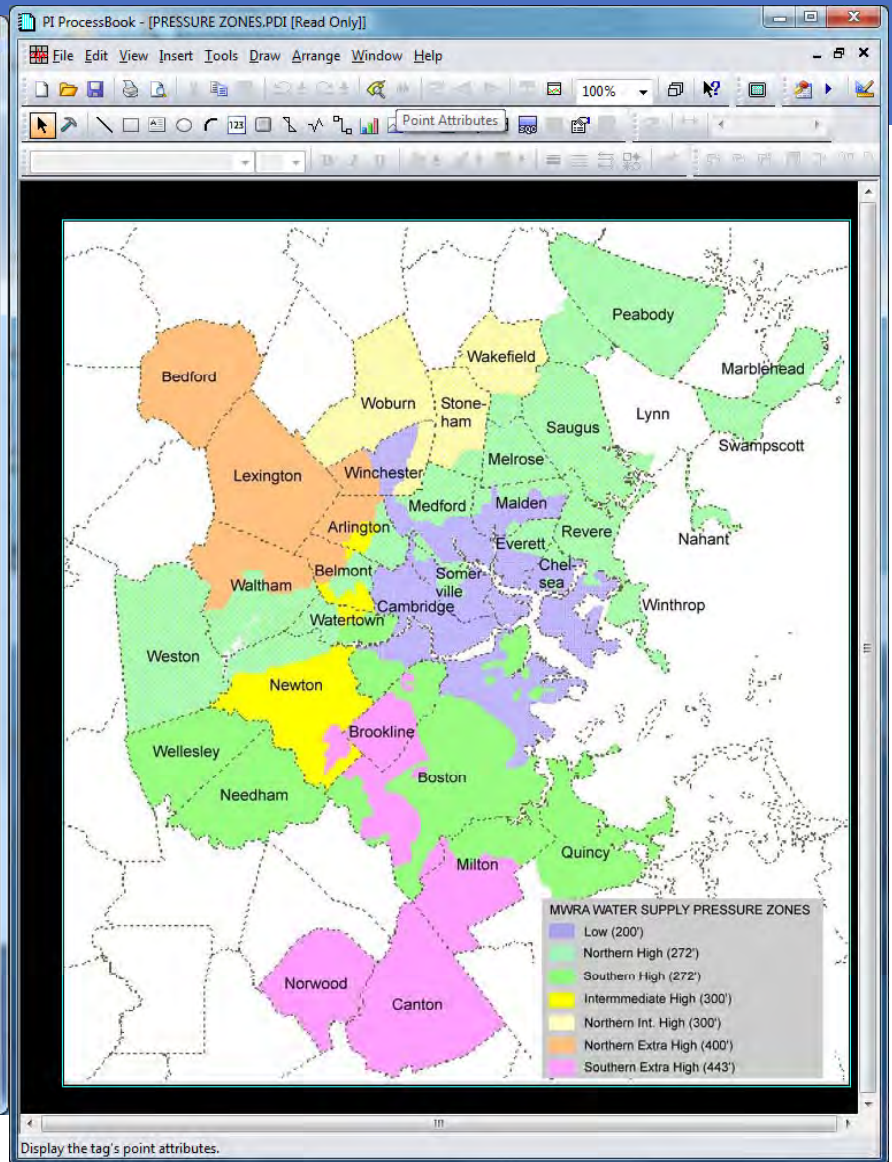 PI ProcessBook - [PRESSURE ZONES.PDI [Read Only]]
File Edit View Insert Tools Draw Arrange Window Help
100%
123
Point Attributes
SQC
B I U
Peabody
Wakefield
Marblehead
Bedford
Woburn
Stone-
ham
Lynn
Saugus
Swampscott
Melrose
Lexington
Winchester
Medford
Malden
Arlington
Revere
Everett
Nahant
Belmont
Somer-
ville
Chel-
sea
Waltham
Cambridge
Winthrop
Watertown
Weston
Newton
Brookline
Wellesley
Boston
Needham
Quincy
Milton
MWRA WATER SUPPLY PRESSURE ZONES
Low (200')
Northern High (272')
Southern High (272')
Intermmediate High (300')
Northern Int. High (300')
Northern Extra High (400')
Southern Extra High (443')
Norwood
Canton
Display the tag's point attributes.